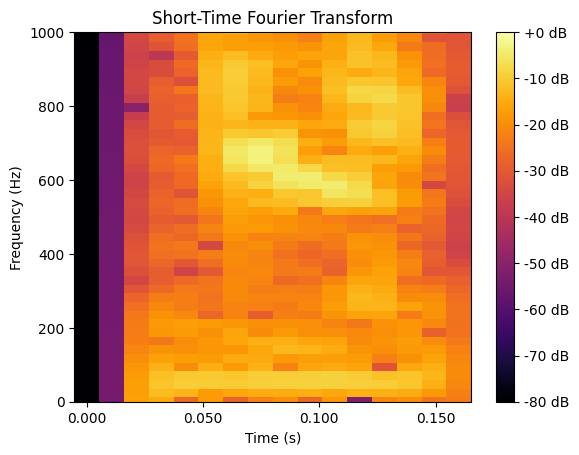 Short-Time Fourier Transform
1000
800
600
400
200
0
Frequency (Hz)
0.000
0.050
0.100
0.150
Time (s)
+0 dB
-10 dB
-20 dB
-30 dB
-40 dB
-50 dB
-60 dB
-70 dB
-80 dB